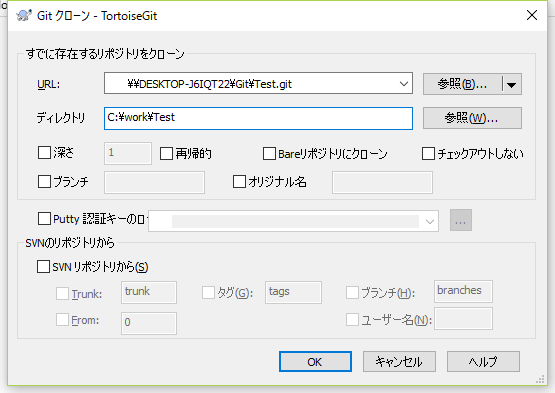 Git クローン - TortoiseGit
すでに存在するリポジトリをクローン
URL: ¥¥DESKTOP-J6IQT22¥Git¥Test.git 参照(B)...
ディレクトリ C:¥work¥Test 参照(W)...
深さ 1 再帰的 Bareリポジトリにクローン チェックアウトしない
ブランチ オリジナル名
Putty 認証キーのロ ...
SVNのリポジトリから
SVN リポジトリから(S)
Trunk: trunk タグ(G): tags ブランチ(H): branches
From: 0 ユーザー名(N):
OK キャンセル ヘルプ